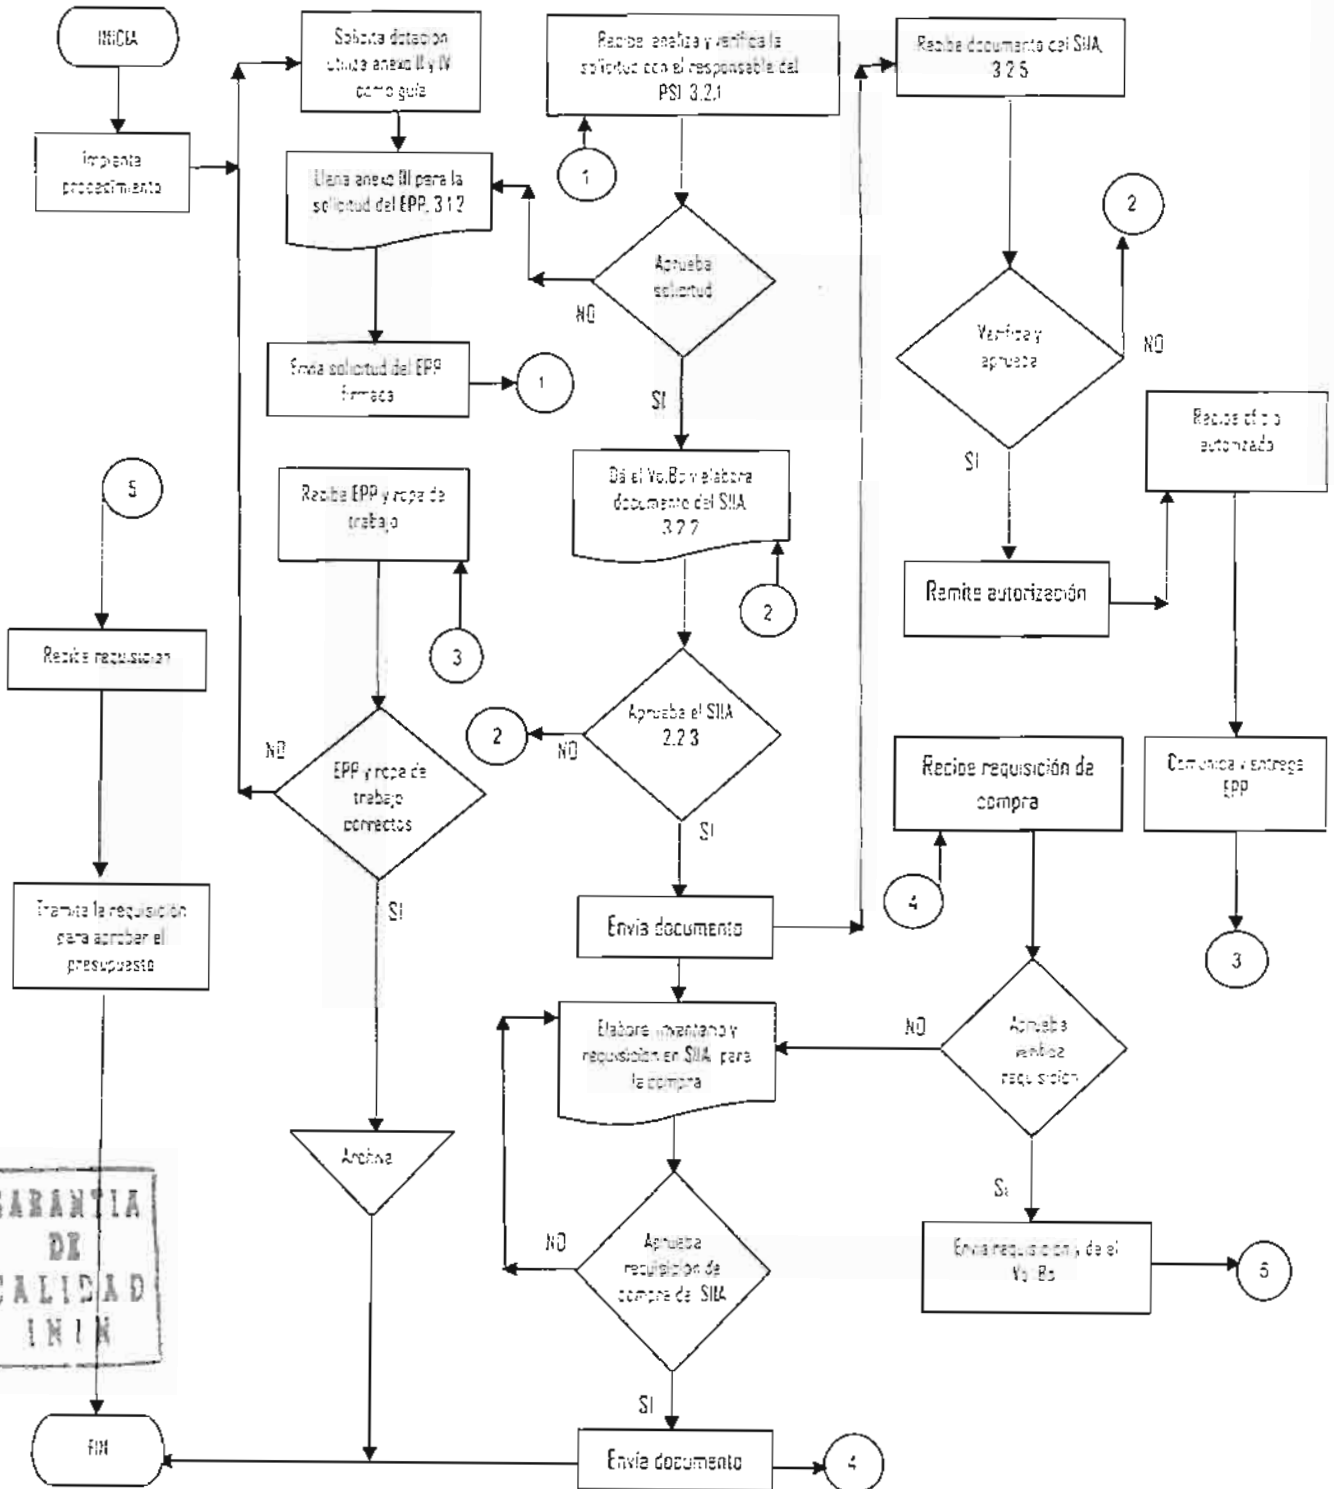 INICIA
Implanta
procedimiento
Solicita dotación
utiliza anexo II y IV
como guía
Llena anexo III para la
solicitud del EPP, 3.1.2
Envía solicitud del EPP
firmada
1
Recibe, analiza y verifica la
solicitud con el responsable del
PSI 3.2.1
1
Aprueba
solicitud
NO
SI
Dá el Vo.Bo y elabora
documento del SIIA
3.2.2
2
Aprueba el SIIA
2.2.3
NO
2
SI
Envía documento
Elabora inventario y
requisición en SIIA para
la compra
Aprueba
requisición de
compra del SIIA
NO
SI
Envía documento
4
Recibe documento del SIIA,
3.2.5
Verifica y
aprueba
NO
2
SI
Remite autorización
Recibe oficio
autorizado
Comunica y entrega
EPP
3
Recibe requisición de
compra
4
Aprueba
requisición
NO
SI
Envía requisición y da el
Vo. Bo
5
Recibe EPP y ropa de
trabajo
3
EPP y ropa de
trabajo
correctos
NO
SI
Archiva
5
Recibe requisición
Tramita la requisición
para aprobar el
presupuesto
GARANTIA
DE
CALIDAD
ININ
FIN